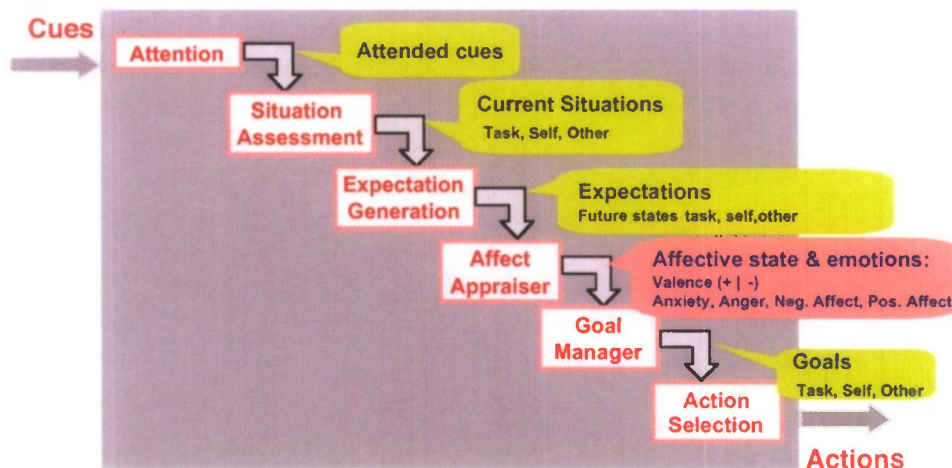 Cues
Attention
Attended cues
Situation
Assessment
Current Situations
Task, Self, Other
Expectation
Generation
Expectations
Future states task, self,other
Affect
Appraiser
Affective state & emotions:
Valence (+ | -)
Anxiety, Anger, Neg. Affect, Pos. Affect
Goal
Manager
Goals
Task, Self, Other
Action
Selection
Actions